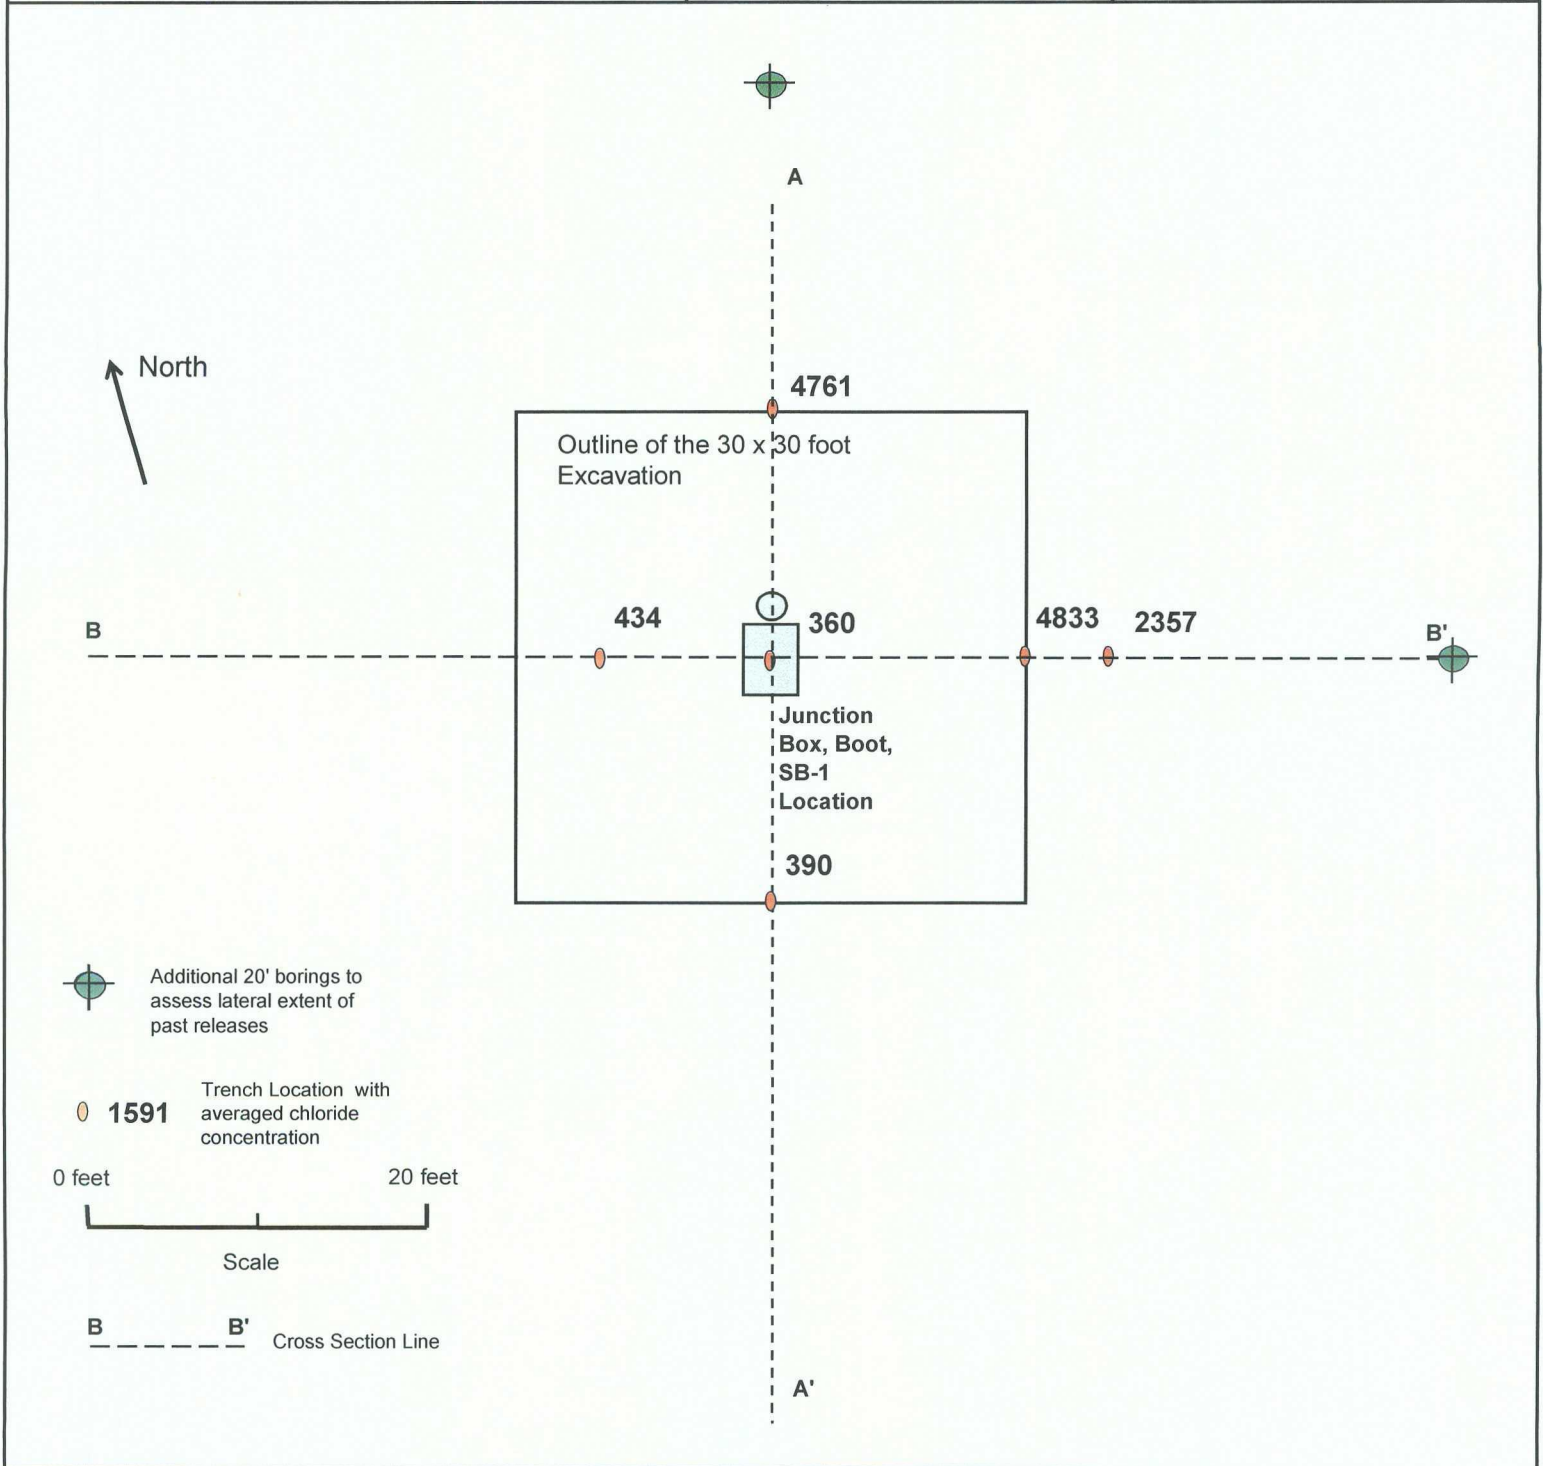 A
North
4761
Outline of the 30 x 30 foot
Excavation
434
360
4833
2357
B
B'
Junction
Box, Boot,
SB-1
Location
390
Additional 20' borings to
assess lateral extent of
past releases
1591
Trench Location with
averaged chloride
concentration
0 feet
20 feet
Scale
B
B'
Cross Section Line
A'